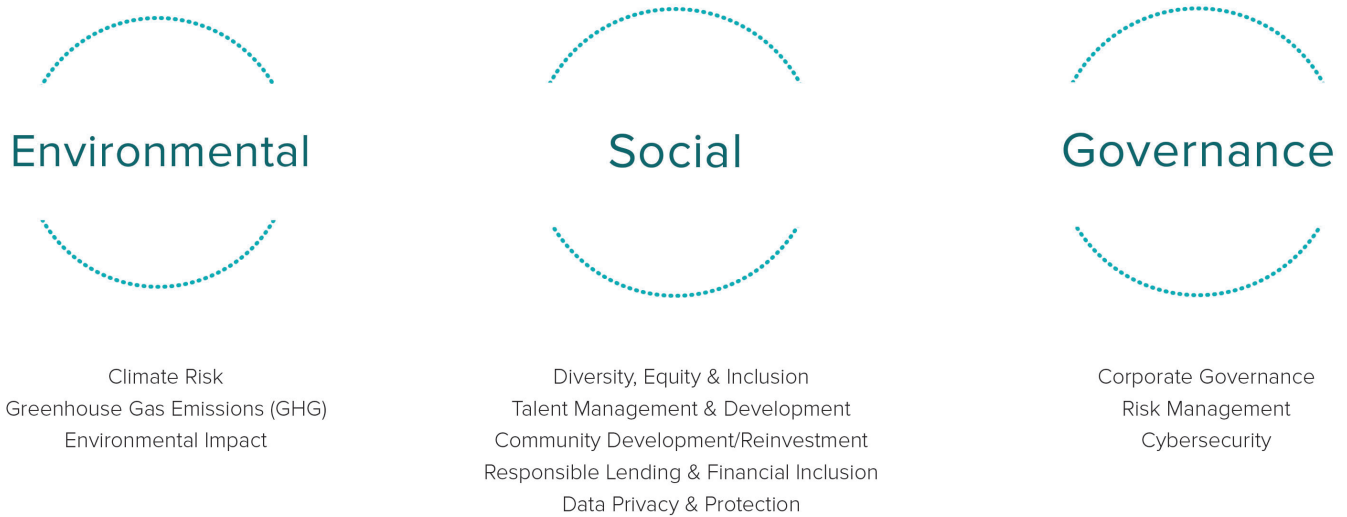 Environmental
Climate Risk
Greenhouse Gas Emissions (GHG)
Environmental Impact
Social
Diversity, Equity & Inclusion
Talent Management & Development
Community Development/Reinvestment
Responsible Lending & Financial Inclusion
Data Privacy & Protection
Governance
Corporate Governance
Risk Management
Cybersecurity